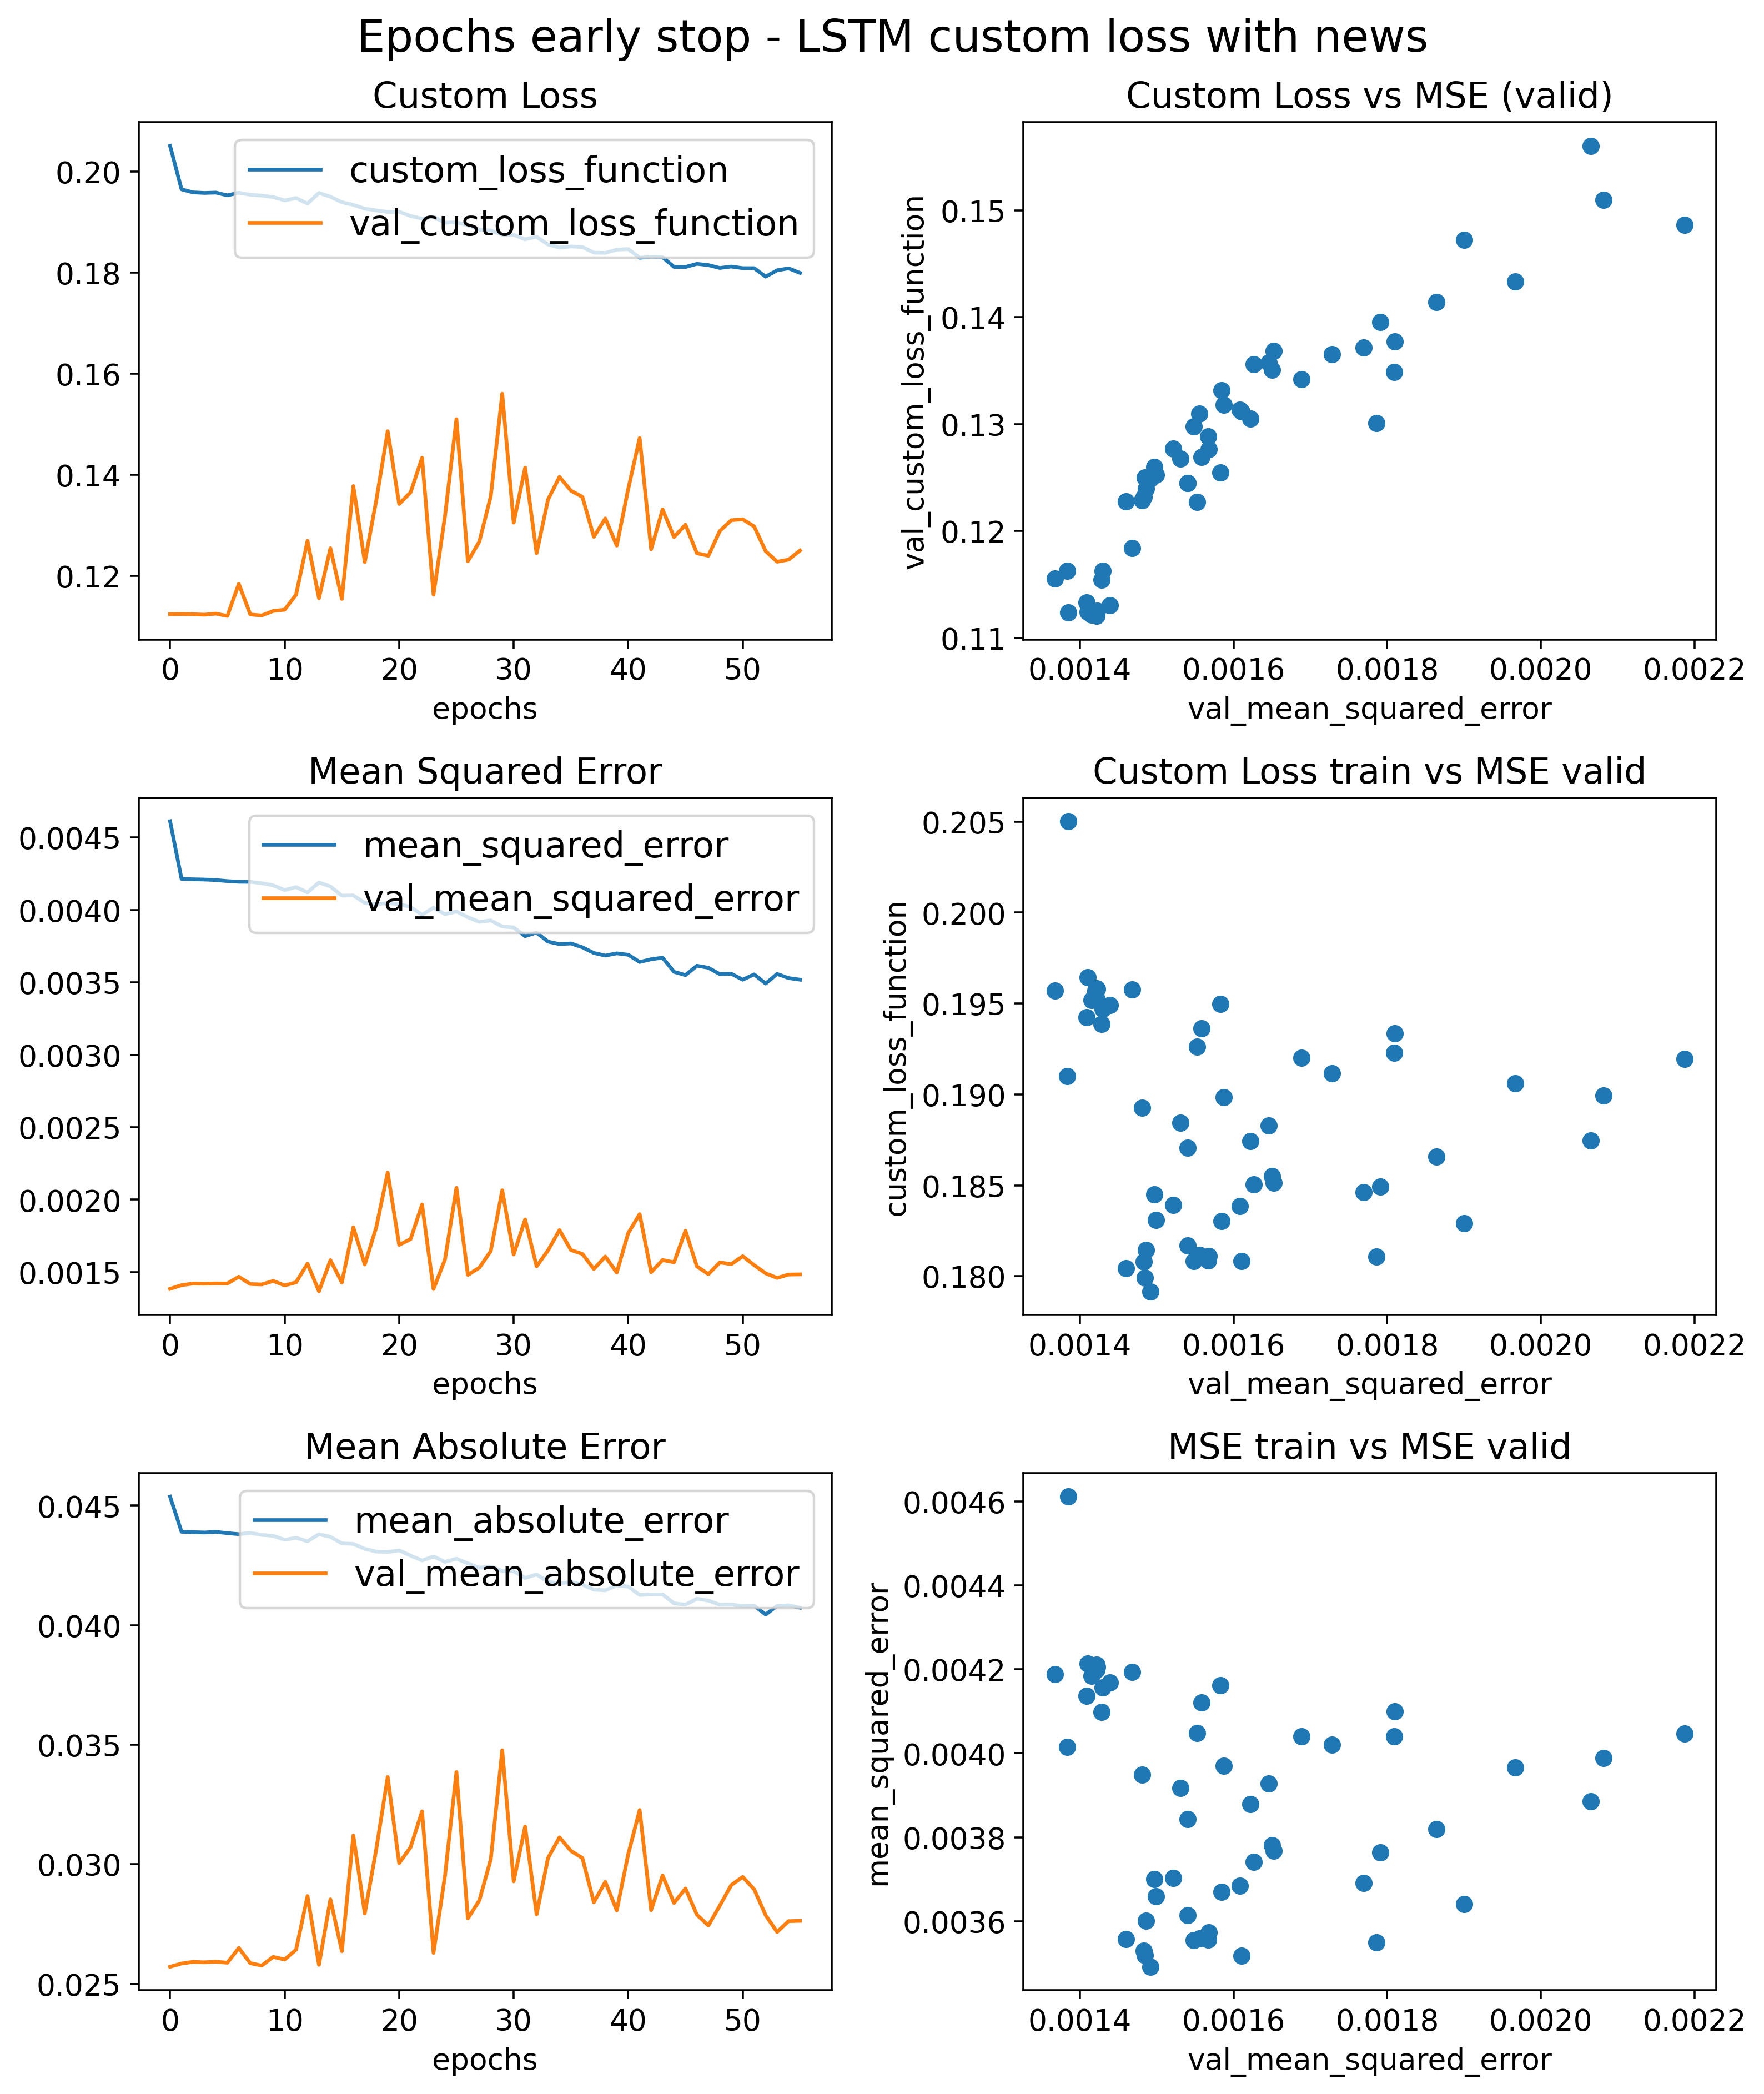 Epochs early stop - LSTM custom loss with news
Custom Loss
custom_loss_function
val_custom_loss_function
0.20
0.18
0.16
0.14
0.12
0 10 20 30 40 50
epochs
Custom Loss vs MSE (valid)
val_custom_loss_function
0.15
0.14
0.13
0.12
0.11
0.0014 0.0016 0.0018 0.0020 0.0022
val_mean_squared_error
Mean Squared Error
mean_squared_error
val_mean_squared_error
0.0045
0.0040
0.0035
0.0030
0.0025
0.0020
0.0015
0 10 20 30 40 50
epochs
Custom Loss train vs MSE valid
custom_loss_function
0.205
0.200
0.195
0.190
0.185
0.180
0.0014 0.0016 0.0018 0.0020 0.0022
val_mean_squared_error
Mean Absolute Error
mean_absolute_error
val_mean_absolute_error
0.045
0.040
0.035
0.030
0.025
0 10 20 30 40 50
epochs
MSE train vs MSE valid
mean_squared_error
0.0046
0.0044
0.0042
0.0040
0.0038
0.0036
0.0014 0.0016 0.0018 0.0020 0.0022
val_mean_squared_error